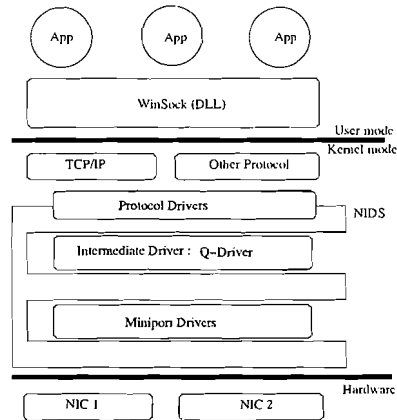 App App App
WinSock (DLL)
User mode
Kernel mode
TCP/IP Other Protocol
Protocol Drivers
NIDS
Intermediate Driver : Q-Driver
Miniport Drivers
Hardware
NIC 1 NIC 2